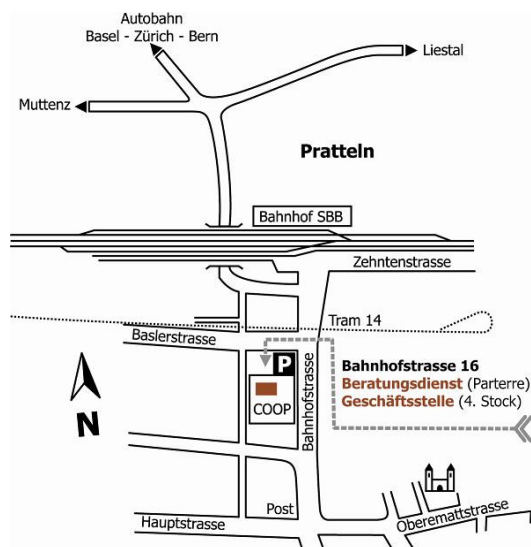 Autobahn
Basel - Zürich - Bern
Liestal
Muttenz
Pratteln
Bahnhof SBB
Zehntenstrasse
Tram 14
Baslerstrasse
P
Bahnhofstrasse
COOP
Bahnhofstrasse 16
Beratungsdienst (Parterre)
Geschäftsstelle (4. Stock)
N
Post
Hauptstrasse
Oberemattstrasse